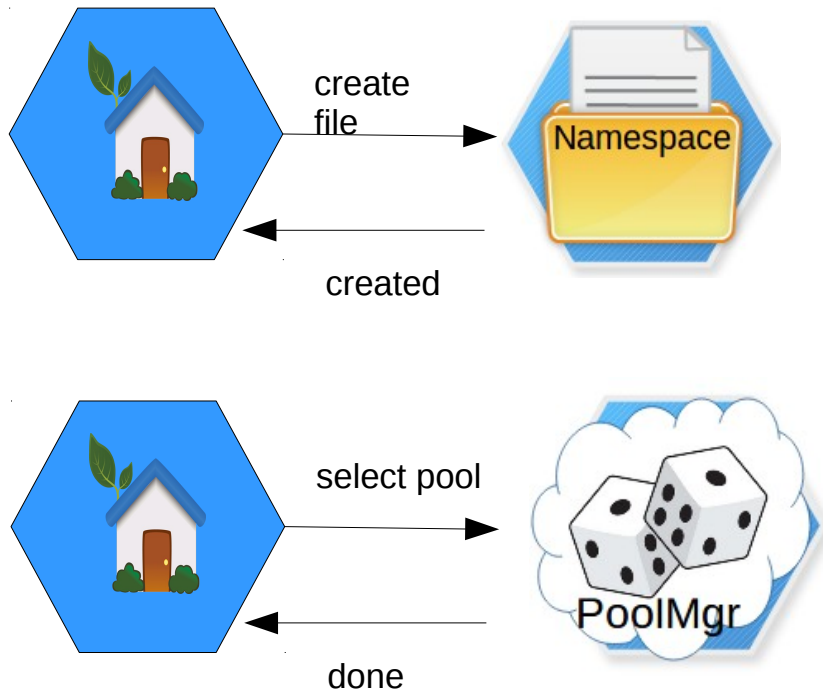 create
file
Namespace
created
select pool
PoolMgr
done